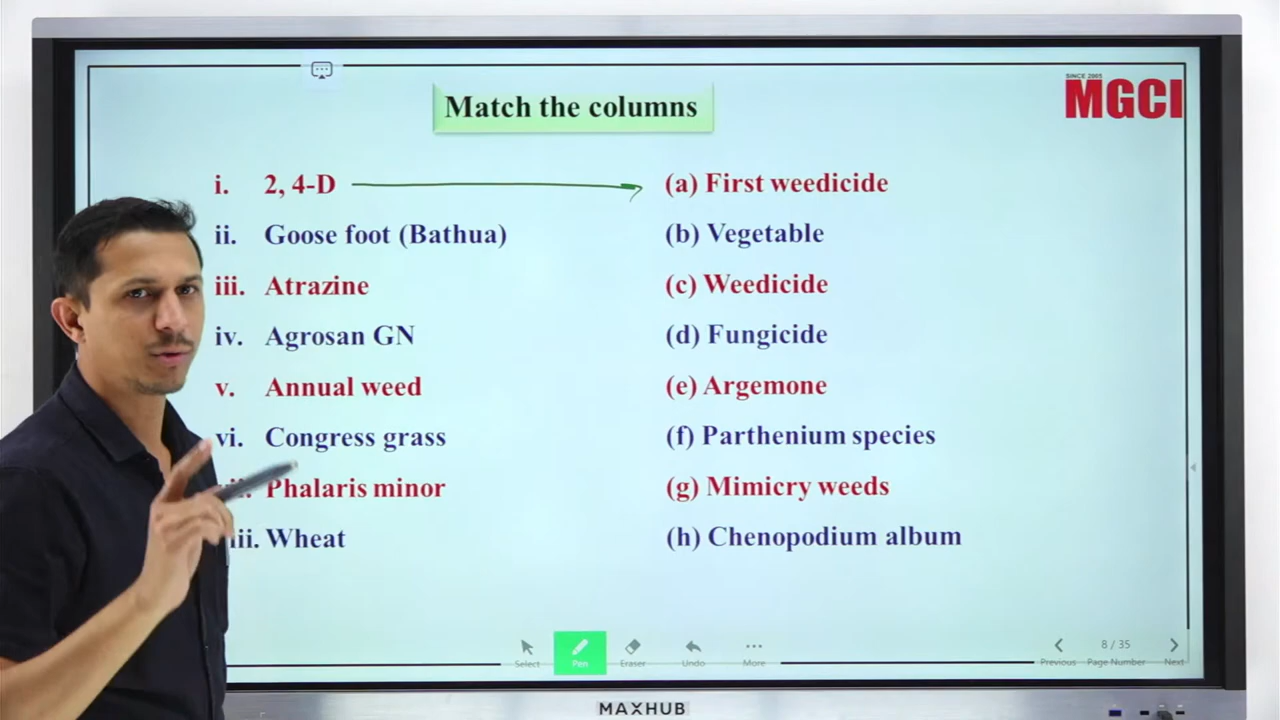 Match the columns
SINCE 2005
MGCI
i. 2, 4-D (a) First weedicide
ii. Goose foot (Bathua) (b) Vegetable
iii. Atrazine (c) Weedicide
iv. Agrosan GN (d) Fungicide
v. Annual weed (e) Argemone
vi. Congress grass (f) Parthenium species
Phalaris minor (g) Mimicry weeds
Wheat (h) Chenopodium album
Select Pen Eraser Undo More Previous 8 / 35 Page Number Next
MAXHUB